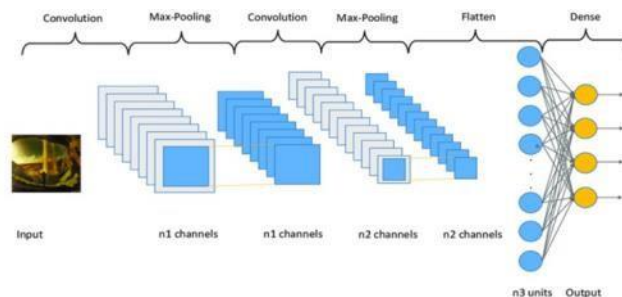 Convolution Max-Pooling Convolution Max-Pooling Flatten Dense
Input n1 channels n1 channels n2 channels n2 channels
n3 units Output